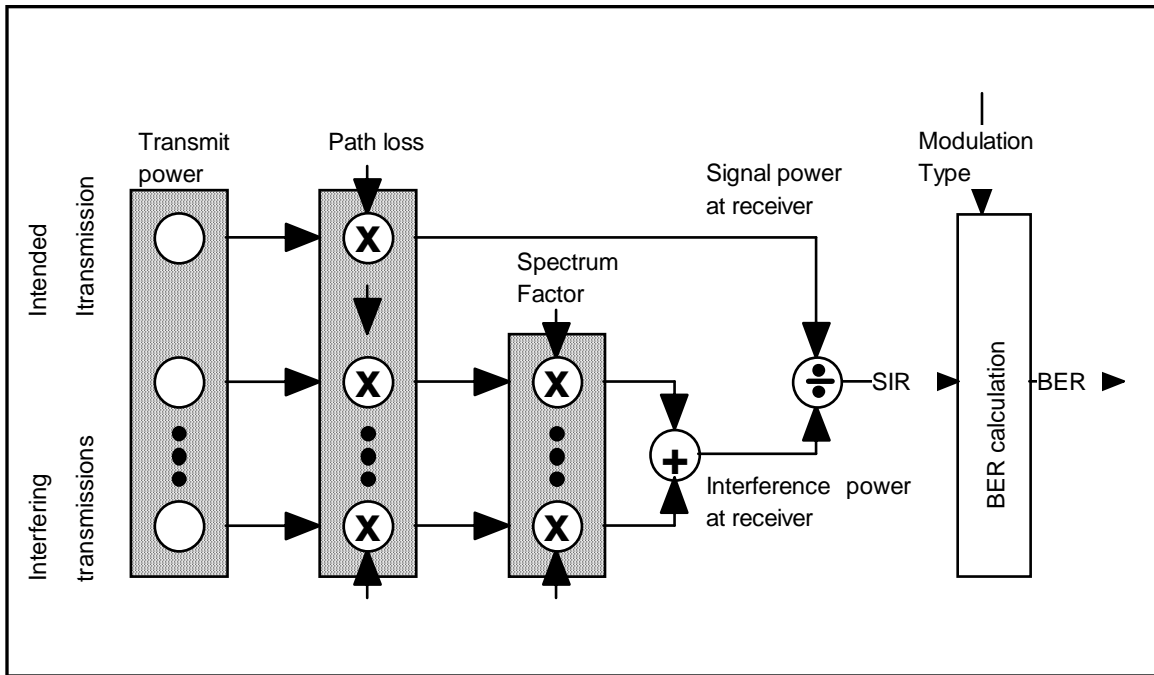 Transmit
power
Path loss
Modulation
Type
Signal power
at receiver
Intended
Itransmission
Spectrum
Factor
X
X
X
X
X
+
÷
SIR
BER calculation
BER
Interference power
at receiver
Interfering
transmissions